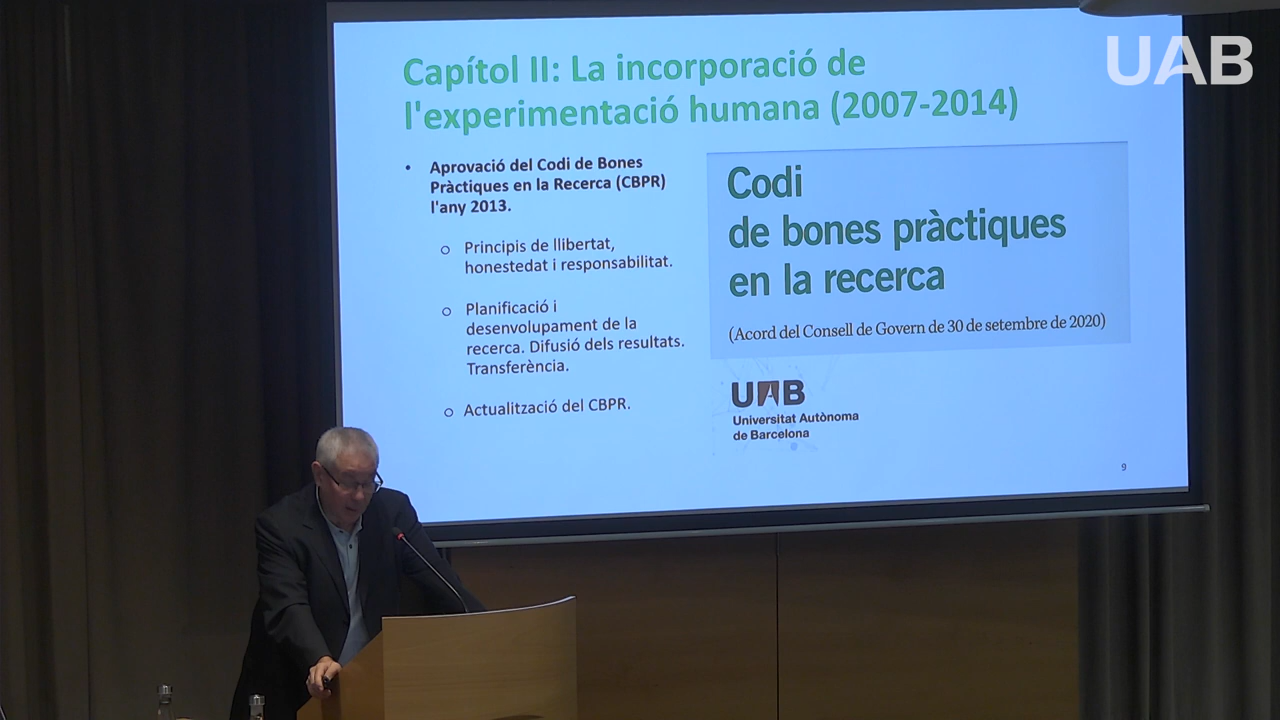 UAB
Capítol II: La incorporació de
l'experimentació humana (2007-2014)
• Aprovació del Codi de Bones
Pràctiques en la Recerca (CBPR)
l'any 2013.
o Principis de llibertat,
honestedat i responsabilitat.
o Planificació i
desenvolupament de la
recerca. Difusió dels resultats.
Transferència.
o Actualització del CBPR.
Codi
de bones pràctiques
en la recerca
(Acord del Consell de Govern de 30 de setembre de 2020)
UAB
Universitat Autònoma
de Barcelona
9